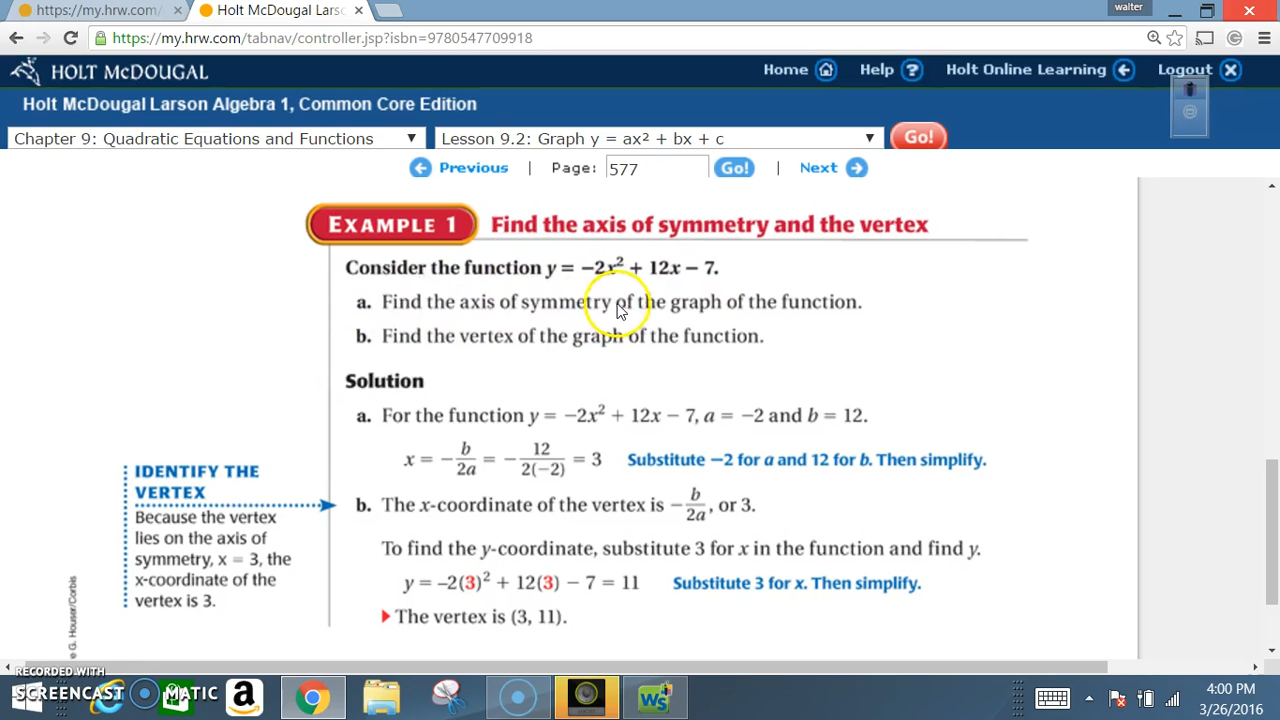 https://my.hrw.com/tabnav/ ×
Holt McDougal Larson Alge ×
walter
https://my.hrw.com/tabnav/controller.jsp?isbn=9780547709918
HOLT McDOUGAL
Home Help ? Holt Online Learning Logout
Holt McDougal Larson Algebra 1, Common Core Edition
Chapter 9: Quadratic Equations and Functions Lesson 9.2: Graph y = ax² + bx + c Go!
Previous | Page: 577 Go! | Next
EXAMPLE 1 Find the axis of symmetry and the vertex
Consider the function y = −2x² + 12x − 7.
a. Find the axis of symmetry of the graph of the function.
b. Find the vertex of the graph of the function.
Solution
a. For the function y = −2x² + 12x − 7, a = −2 and b = 12.
x = −b/2a = −12/2(−2) = 3 Substitute −2 for a and 12 for b. Then simplify.
IDENTIFY THE
VERTEX
Because the vertex
lies on the axis of
symmetry, x = 3, the
x-coordinate of the
vertex is 3.
b. The x-coordinate of the vertex is −b/2a, or 3.
To find the y-coordinate, substitute 3 for x in the function and find y.
y = −2(3)² + 12(3) − 7 = 11 Substitute 3 for x. Then simplify.
The vertex is (3, 11).
G. Houser/Corbis
RECORDED WITH
SCREENCAST MATIC
4:00 PM
3/26/2016